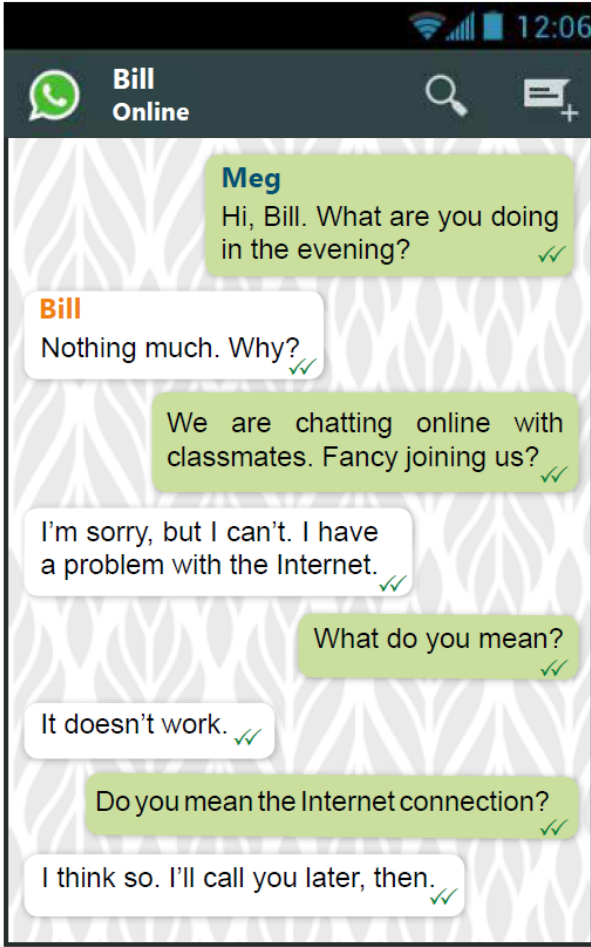 12:06
Bill
Online
Meg
Hi, Bill. What are you doing
in the evening?
Bill
Nothing much. Why?
We are chatting online with
classmates. Fancy joining us?
I'm sorry, but I can't. I have
a problem with the Internet.
What do you mean?
It doesn't work.
Do you mean the Internet connection?
I think so. I'll call you later, then.